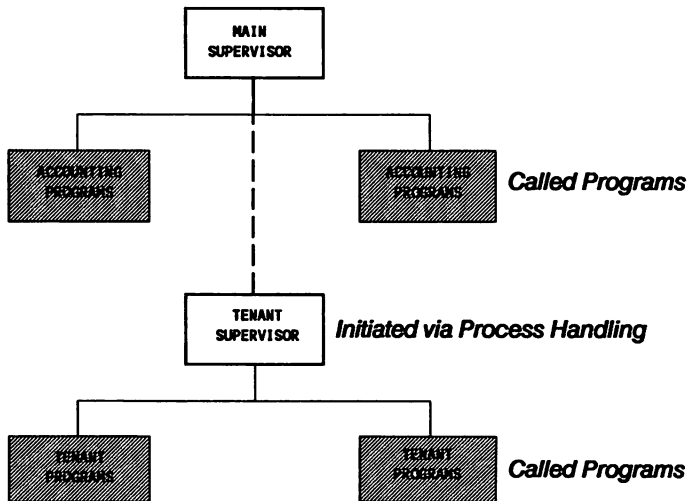 MAIN
SUPERVISOR
ACCOUNTING
PROGRAMS
ACCOUNTING
PROGRAMS
Called Programs
TENANT
SUPERVISOR
Initiated via Process Handling
TENANT
PROGRAMS
TENANT
PROGRAMS
Called Programs